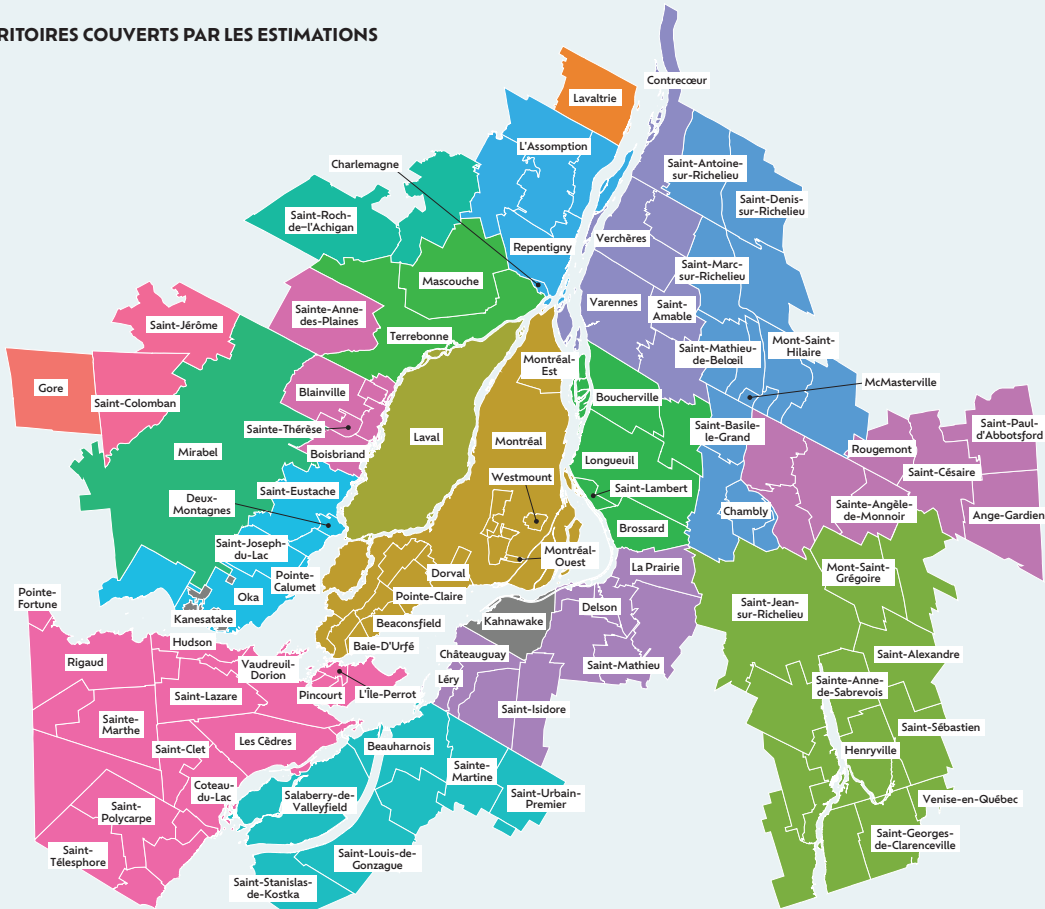 RITOIRES COUVERTS PAR LES ESTIMATIONS
Contrecœur
Lavaltrie
L'Assomption
Charlemagne
Saint-Antoine-
sur-Richelieu
Saint-Denis-
sur-Richelieu
Saint-Roch-
de–l'Achigan
Repentigny
Verchères
Saint-Marc-
sur-Richelieu
Mascouche
Varennes
Saint-
Amable
Sainte-Anne-
des-Plaines
Saint-Jérôme
Terrebonne
Saint-Mathieu-
de-Belœil
Mont-Saint-
Hilaire
Montréal-
Est
McMasterville
Gore
Saint-Colomban
Blainville
Boucherville
Saint-Paul-
d'Abbotsford
Sainte-Thérèse
Laval
Montréal
Saint-Basile-
le-Grand
Rougemont
Mirabel
Boisbriand
Longueuil
Saint-Césaire
Westmount
Saint-Lambert
Saint-Eustache
Deux-
Montagnes
Chambly
Sainte-Angèle-
de-Monnoir
Ange-Gardien
Brossard
Saint-Joseph-
du-Lac
Montréal-
Ouest
La Prairie
Pointe-
Calumet
Dorval
Mont-Saint-
Grégoire
Pointe-
Fortune
Oka
Pointe-Claire
Delson
Saint-Jean-
sur-Richelieu
Kanesatake
Beaconsfield
Kahnawake
Hudson
Baie-D'Urfé
Châteauguay
Saint-Alexandre
Rigaud
Vaudreuil-
Dorion
Saint-Mathieu
Léry
Sainte-Anne-
de-Sabrevois
Saint-Lazare
Pincourt
L'Île-Perrot
Saint-Isidore
Sainte-
Marthe
Saint-Sébastien
Saint-Clet
Les Cèdres
Beauharnois
Henryville
Sainte-
Martine
Coteau-
du-Lac
Salaberry-de-
Valleyfield
Saint-Urbain-
Premier
Venise-en-Québec
Saint-
Polycarpe
Saint-Georges-
de-Clarenceville
Saint-
Télesphore
Saint-Louis-de-
Gonzague
Saint-Stanislas-
de-Kostka